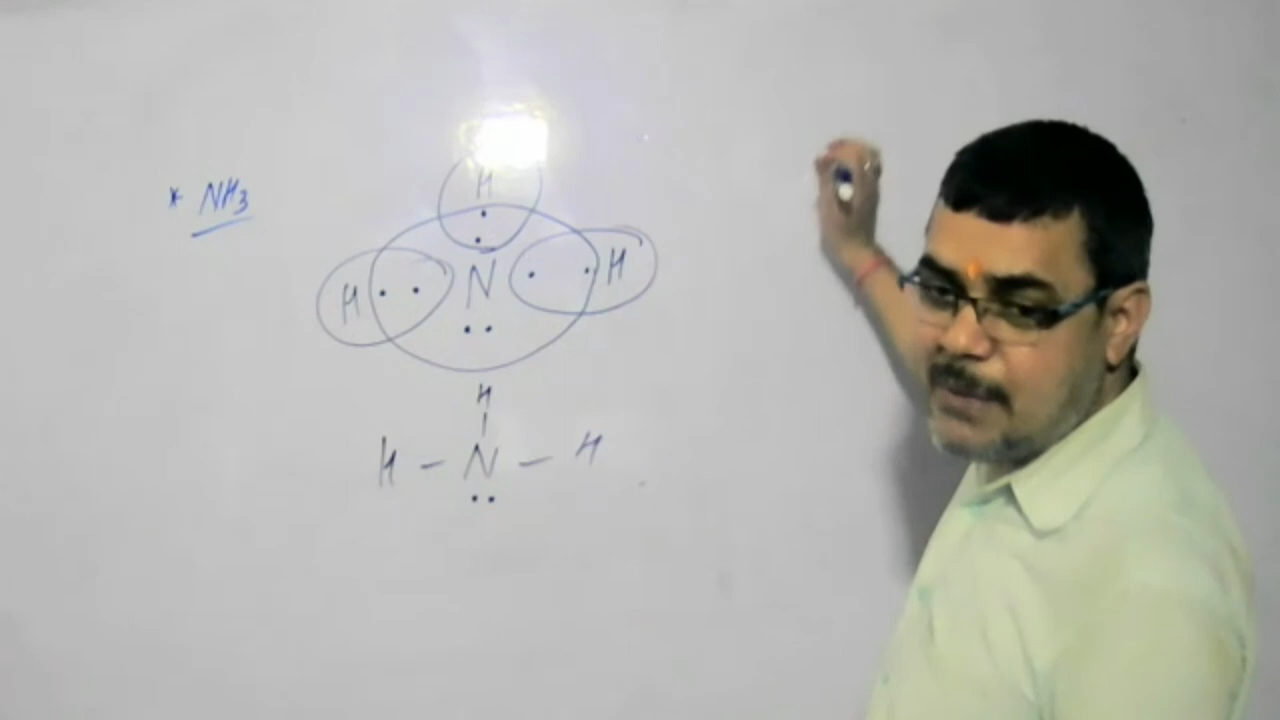 * NH3
H
H : N : H
··
H
|
H - N - H
··